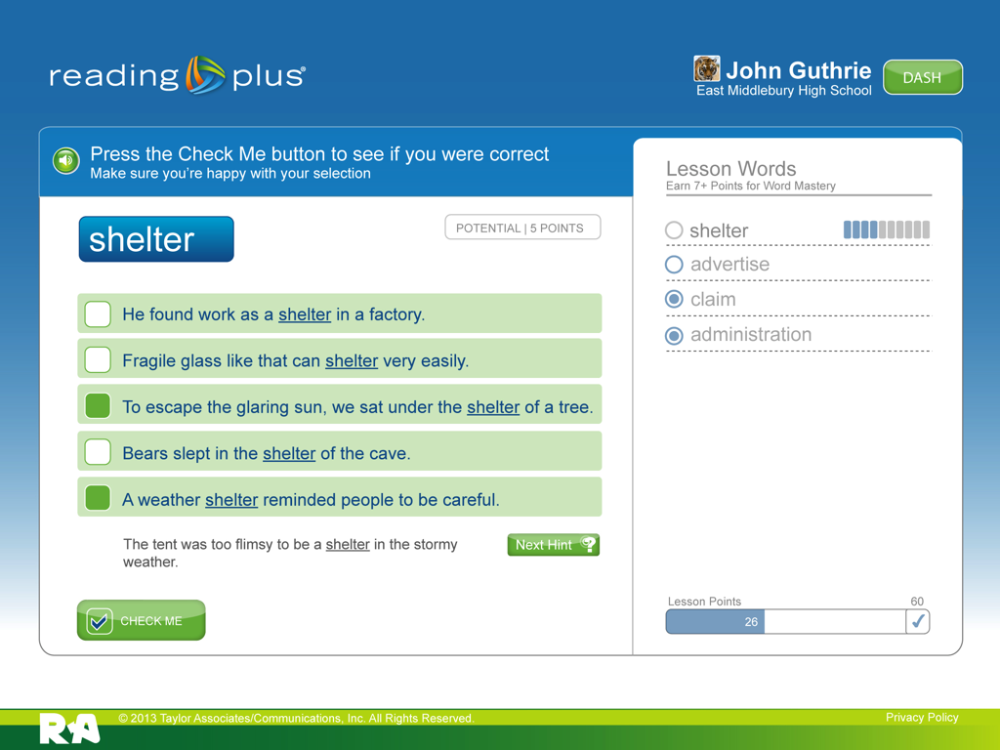 reading plus®
John Guthrie
East Middlebury High School
DASH
Press the Check Me button to see if you were correct
Make sure you're happy with your selection
shelter
POTENTIAL | 5 POINTS
He found work as a shelter in a factory.
Fragile glass like that can shelter very easily.
To escape the glaring sun, we sat under the shelter of a tree.
Bears slept in the shelter of the cave.
A weather shelter reminded people to be careful.
The tent was too flimsy to be a shelter in the stormy
weather.
Next Hint ?
CHECK ME
Lesson Words
Earn 7+ Points for Word Mastery
shelter
advertise
claim
administration
Lesson Points
60
26
R+A
© 2013 Taylor Associates/Communications, Inc. All Rights Reserved.
Privacy Policy